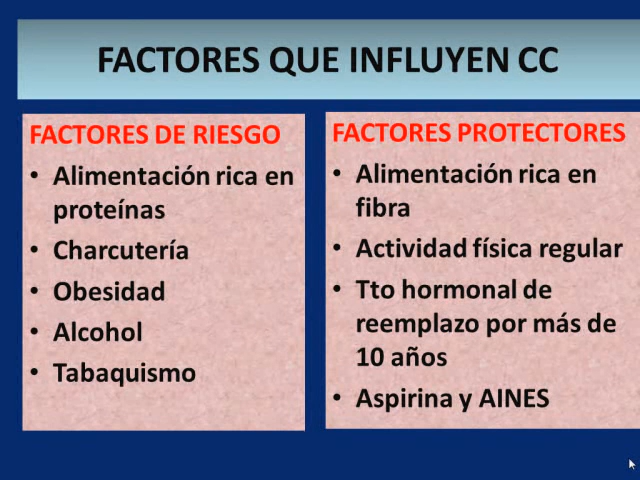 FACTORES QUE INFLUYEN CC
FACTORES DE RIESGO
• Alimentación rica en
proteínas
• Charcutería
• Obesidad
• Alcohol
• Tabaquismo
FACTORES PROTECTORES
• Alimentación rica en
fibra
• Actividad física regular
• Tto hormonal de
reemplazo por más de
10 años
• Aspirina y AINES